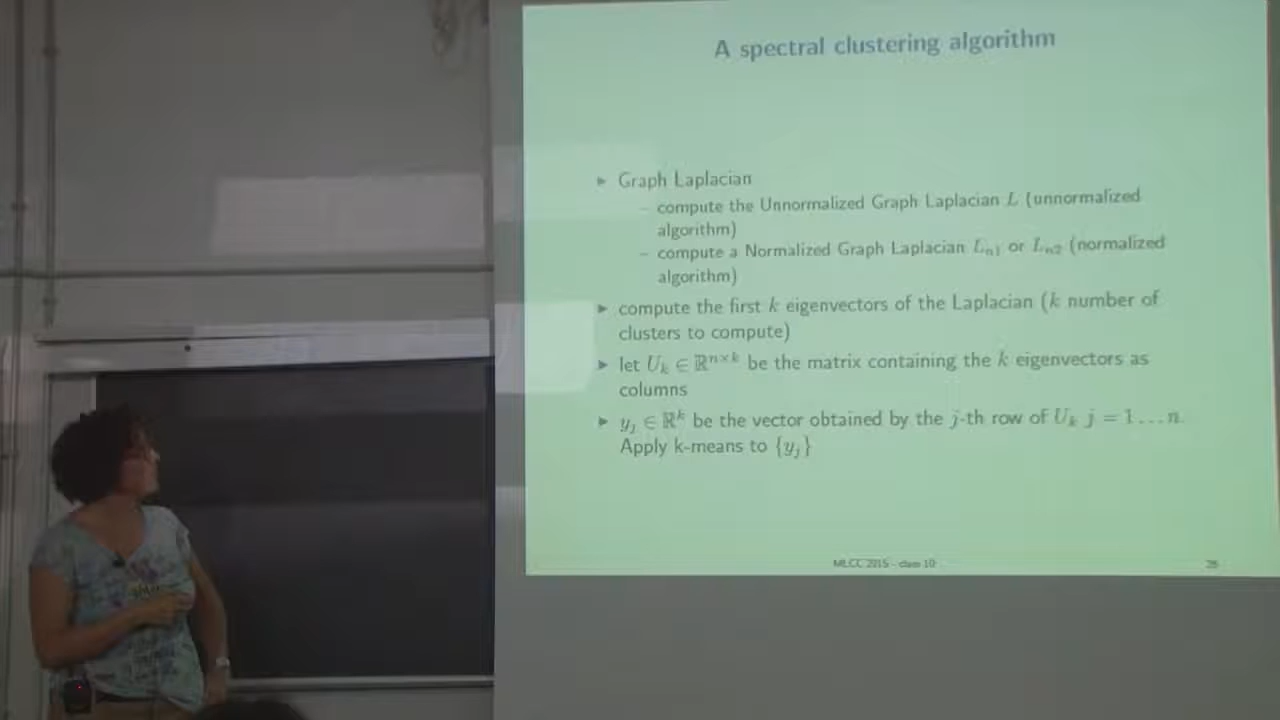 A spectral clustering algorithm
► Graph Laplacian
– compute the Unnormalized Graph Laplacian L (unnormalized
algorithm)
– compute a Normalized Graph Laplacian Lₙ₁ or Lₙ₂ (normalized
algorithm)
► compute the first k eigenvectors of the Laplacian (k number of
clusters to compute)
► let Uₖ ∈ ℝⁿˣᵏ be the matrix containing the k eigenvectors as
columns
► yⱼ ∈ ℝᵏ be the vector obtained by the j-th row of Uₖ j = 1 … n.
Apply k-means to {yⱼ}
MLCC 2015 - class 10